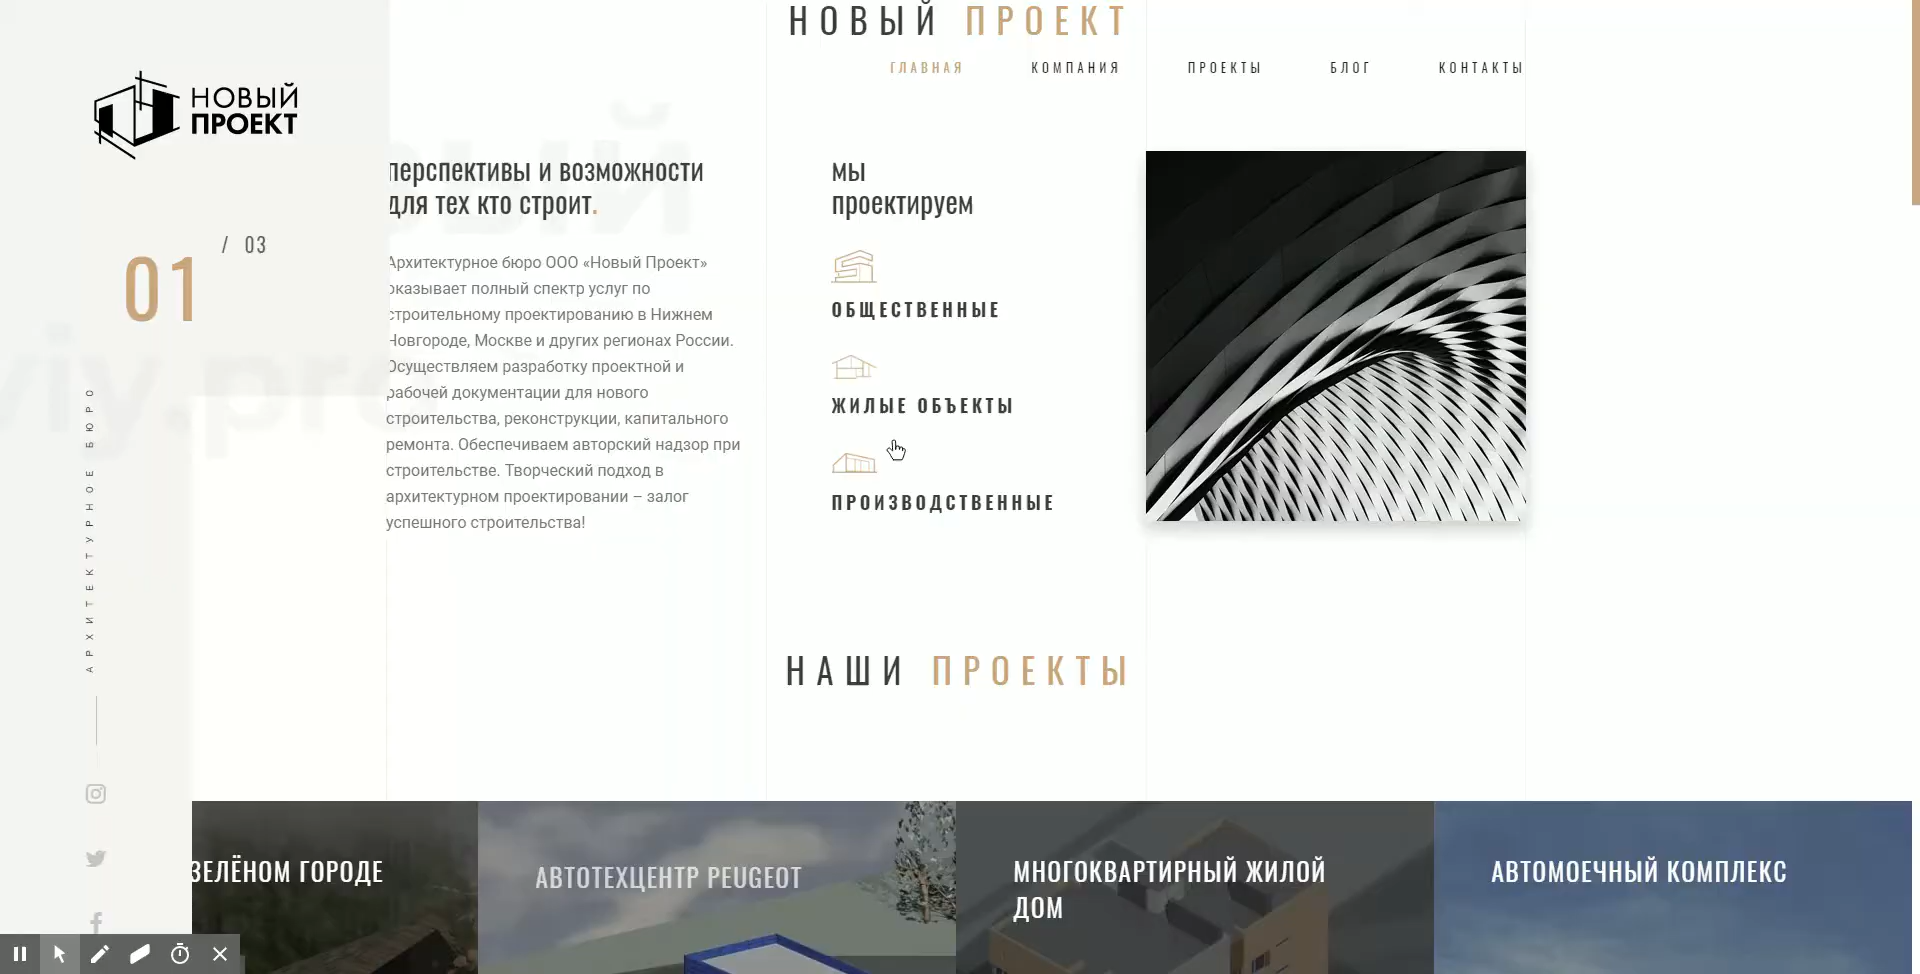 НОВЫЙ ПРОЕКТ
ГЛАВНАЯ КОМПАНИЯ ПРОЕКТЫ БЛОГ КОНТАКТЫ
НОВЫЙ
ПРОЕКТ
01 / 03
АРХИТЕКТУРНОЕ БЮРО
перспективы и возможности
для тех кто строит.
Архитектурное бюро ООО «Новый Проект»
оказывает полный спектр услуг по
строительному проектированию в Нижнем
Новгороде, Москве и других регионах России.
Осуществляем разработку проектной и
рабочей документации для нового
строительства, реконструкции, капитального
ремонта. Обеспечиваем авторский надзор при
строительстве. Творческий подход в
архитектурном проектировании – залог
успешного строительства!
мы
проектируем
ОБЩЕСТВЕННЫЕ
ЖИЛЫЕ ОБЪЕКТЫ
ПРОИЗВОДСТВЕННЫЕ
НАШИ ПРОЕКТЫ
ЗЕЛЁНОМ ГОРОДЕ
АВТОТЕХЦЕНТР PEUGEOT
МНОГОКВАРТИРНЫЙ ЖИЛОЙ
ДОМ
АВТОМОЕЧНЫЙ КОМПЛЕКС